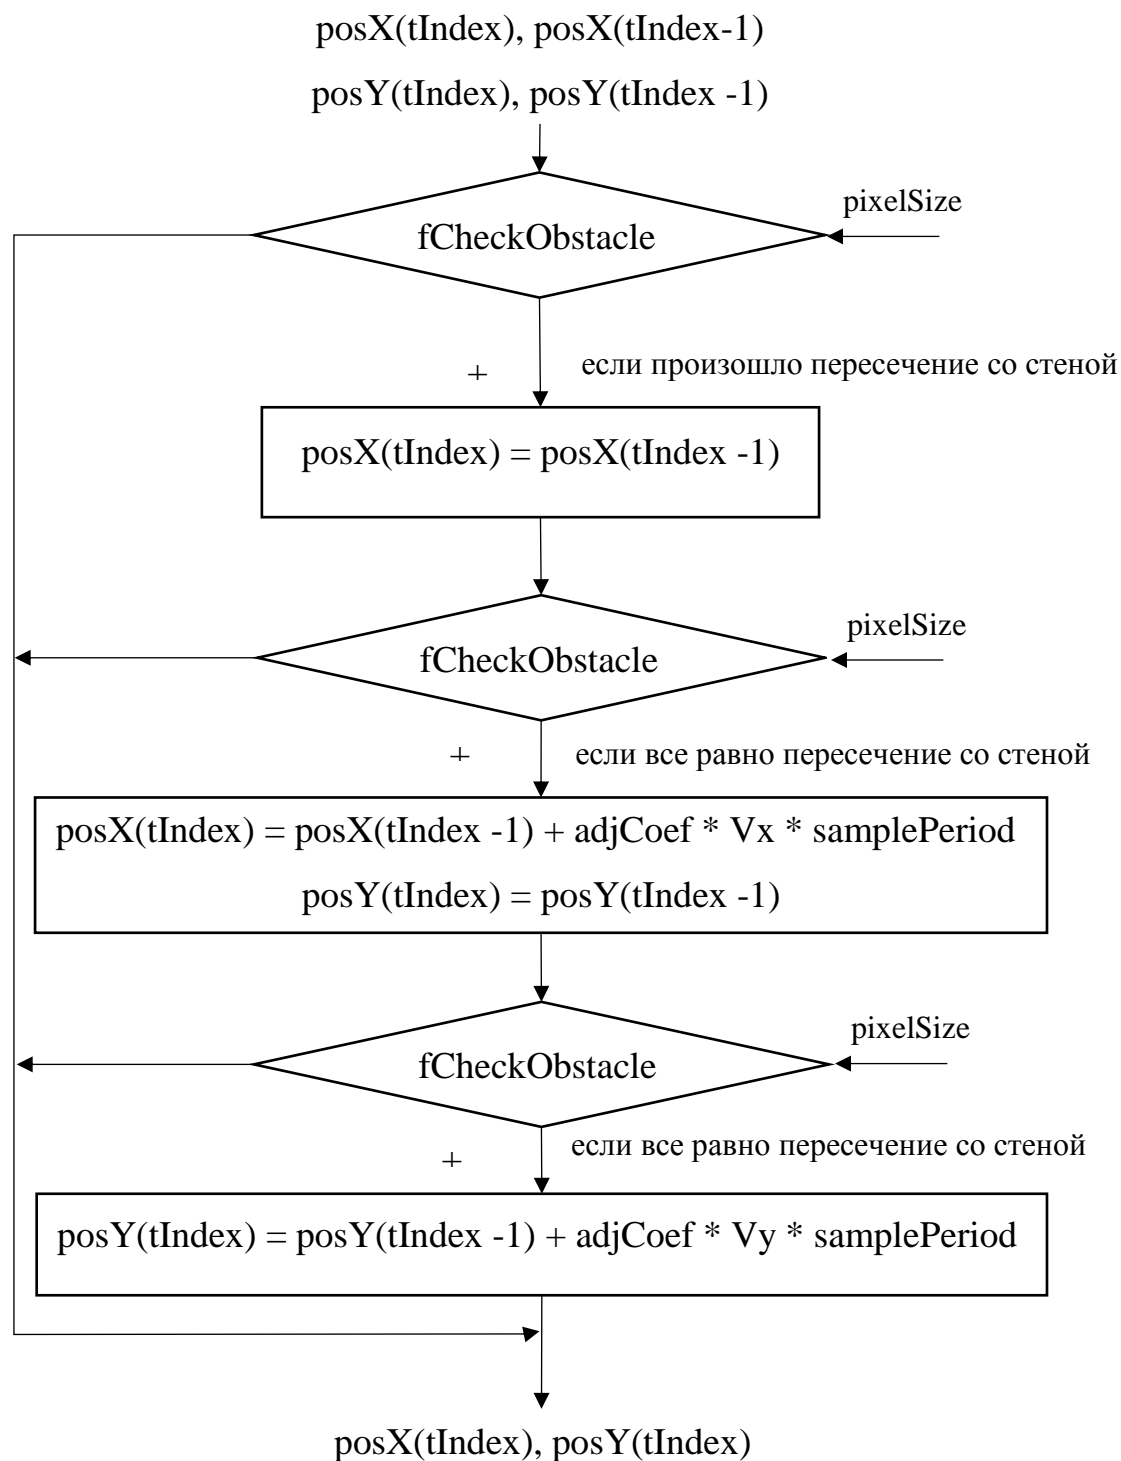 posX(tIndex), posX(tIndex-1)
posY(tIndex), posY(tIndex -1)
pixelSize
fCheckObstacle
+
если произошло пересечение со стеной
posX(tIndex) = posX(tIndex -1)
pixelSize
fCheckObstacle
+
если все равно пересечение со стеной
posX(tIndex) = posX(tIndex -1) + adjCoef * Vx * samplePeriod
posY(tIndex) = posY(tIndex -1)
pixelSize
fCheckObstacle
+
если все равно пересечение со стеной
posY(tIndex) = posY(tIndex -1) + adjCoef * Vy * samplePeriod
posX(tIndex), posY(tIndex)